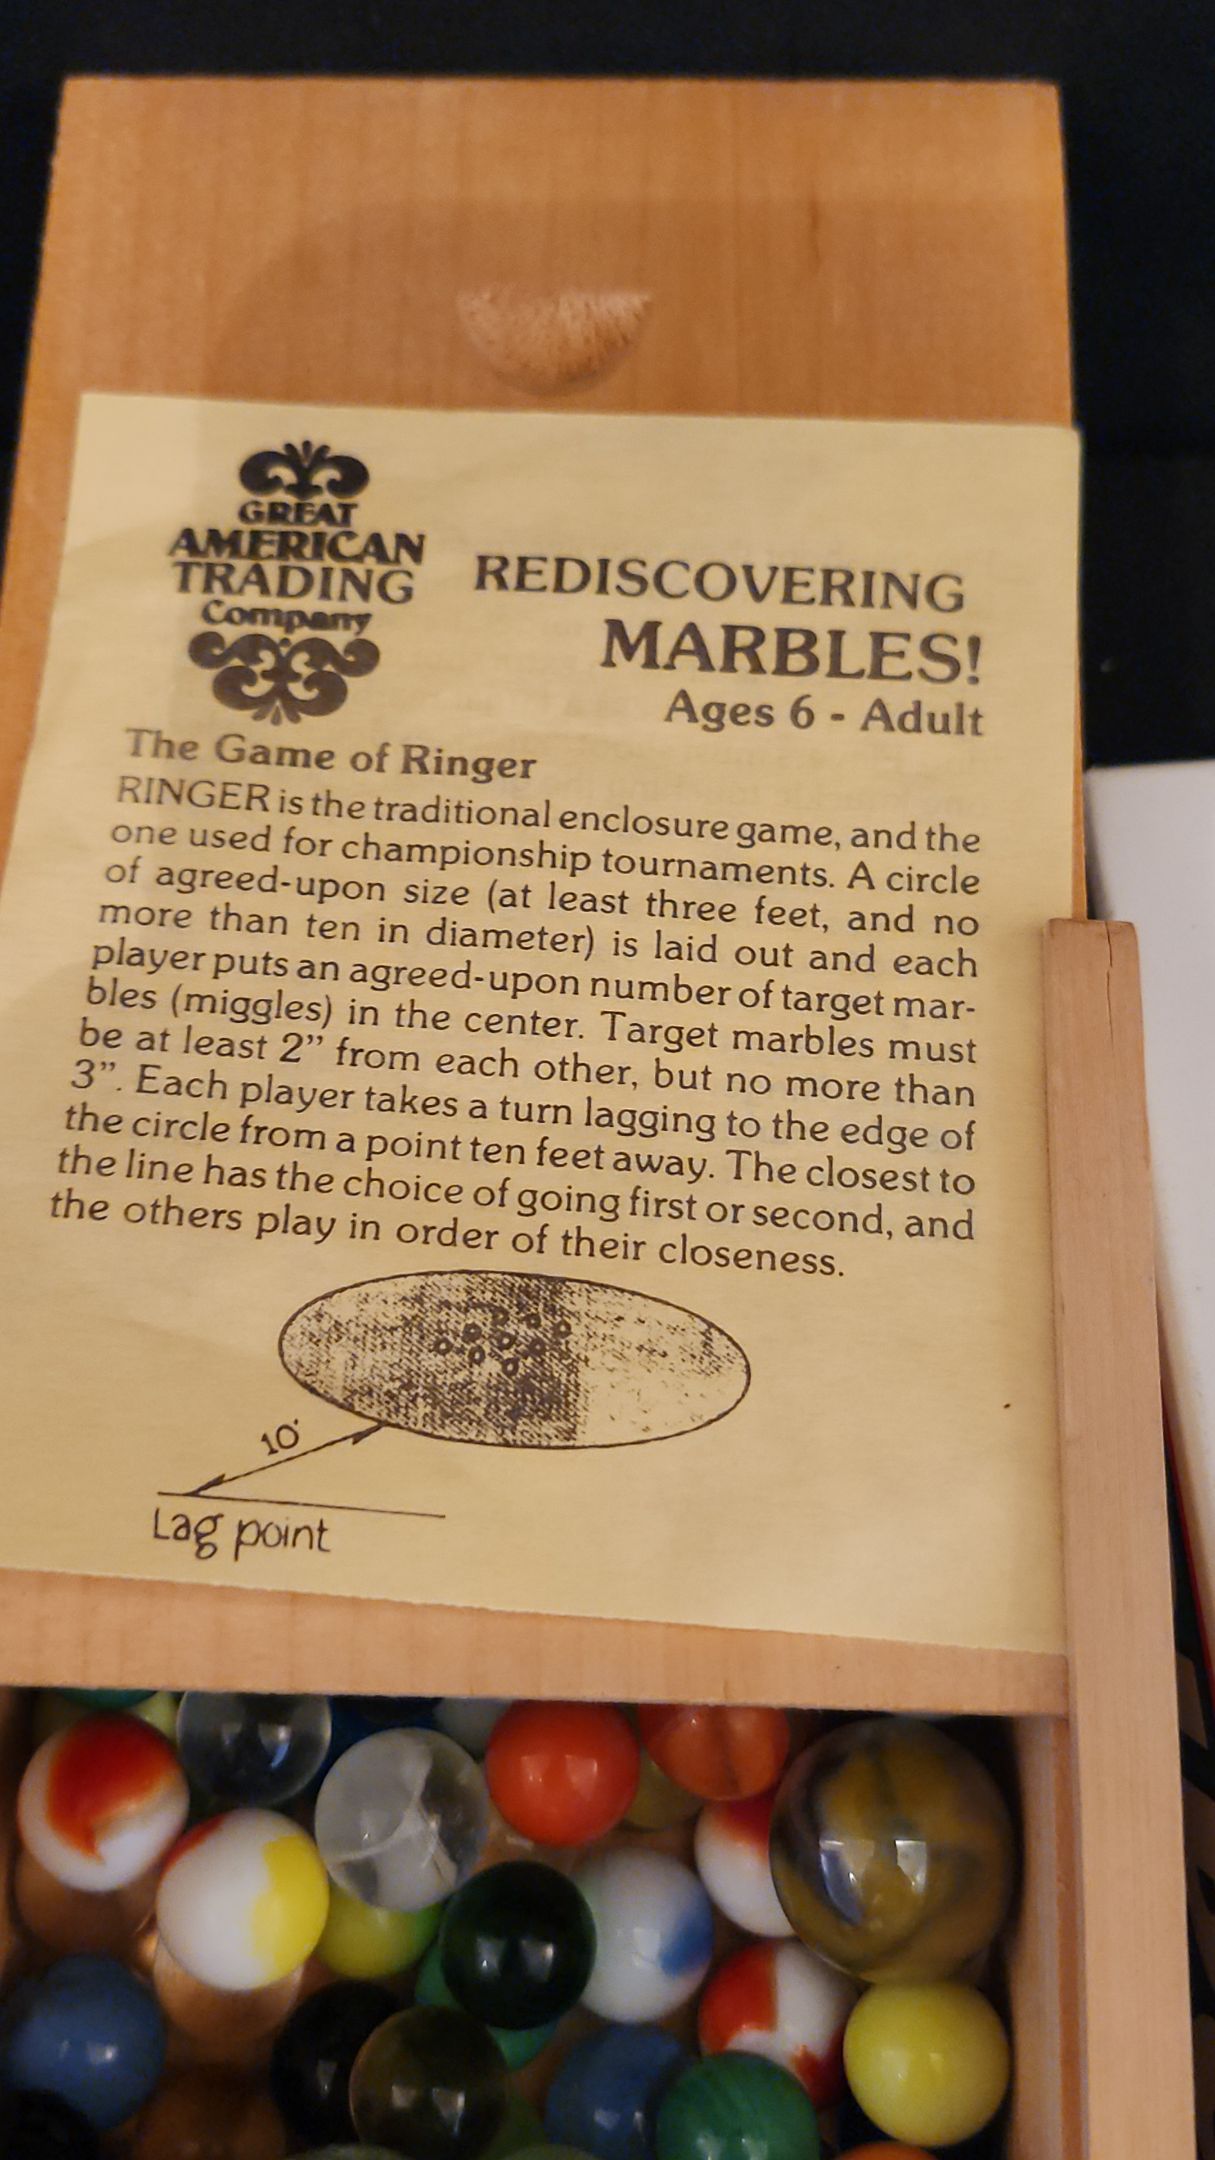 GREAT
AMERICAN
TRADING
Company
REDISCOVERING
MARBLES!
Ages 6 - Adult
The Game of Ringer
RINGER is the traditional enclosure game, and the
one used for championship tournaments. A circle
of agreed-upon size (at least three feet, and no
more than ten in diameter) is laid out and each
player puts an agreed-upon number of target mar-
bles (miggles) in the center. Target marbles must
be at least 2” from each other, but no more than
3”. Each player takes a turn lagging to the edge of
the circle from a point ten feet away. The closest to
the line has the choice of going first or second, and
the others play in order of their closeness.
10'
Lag point